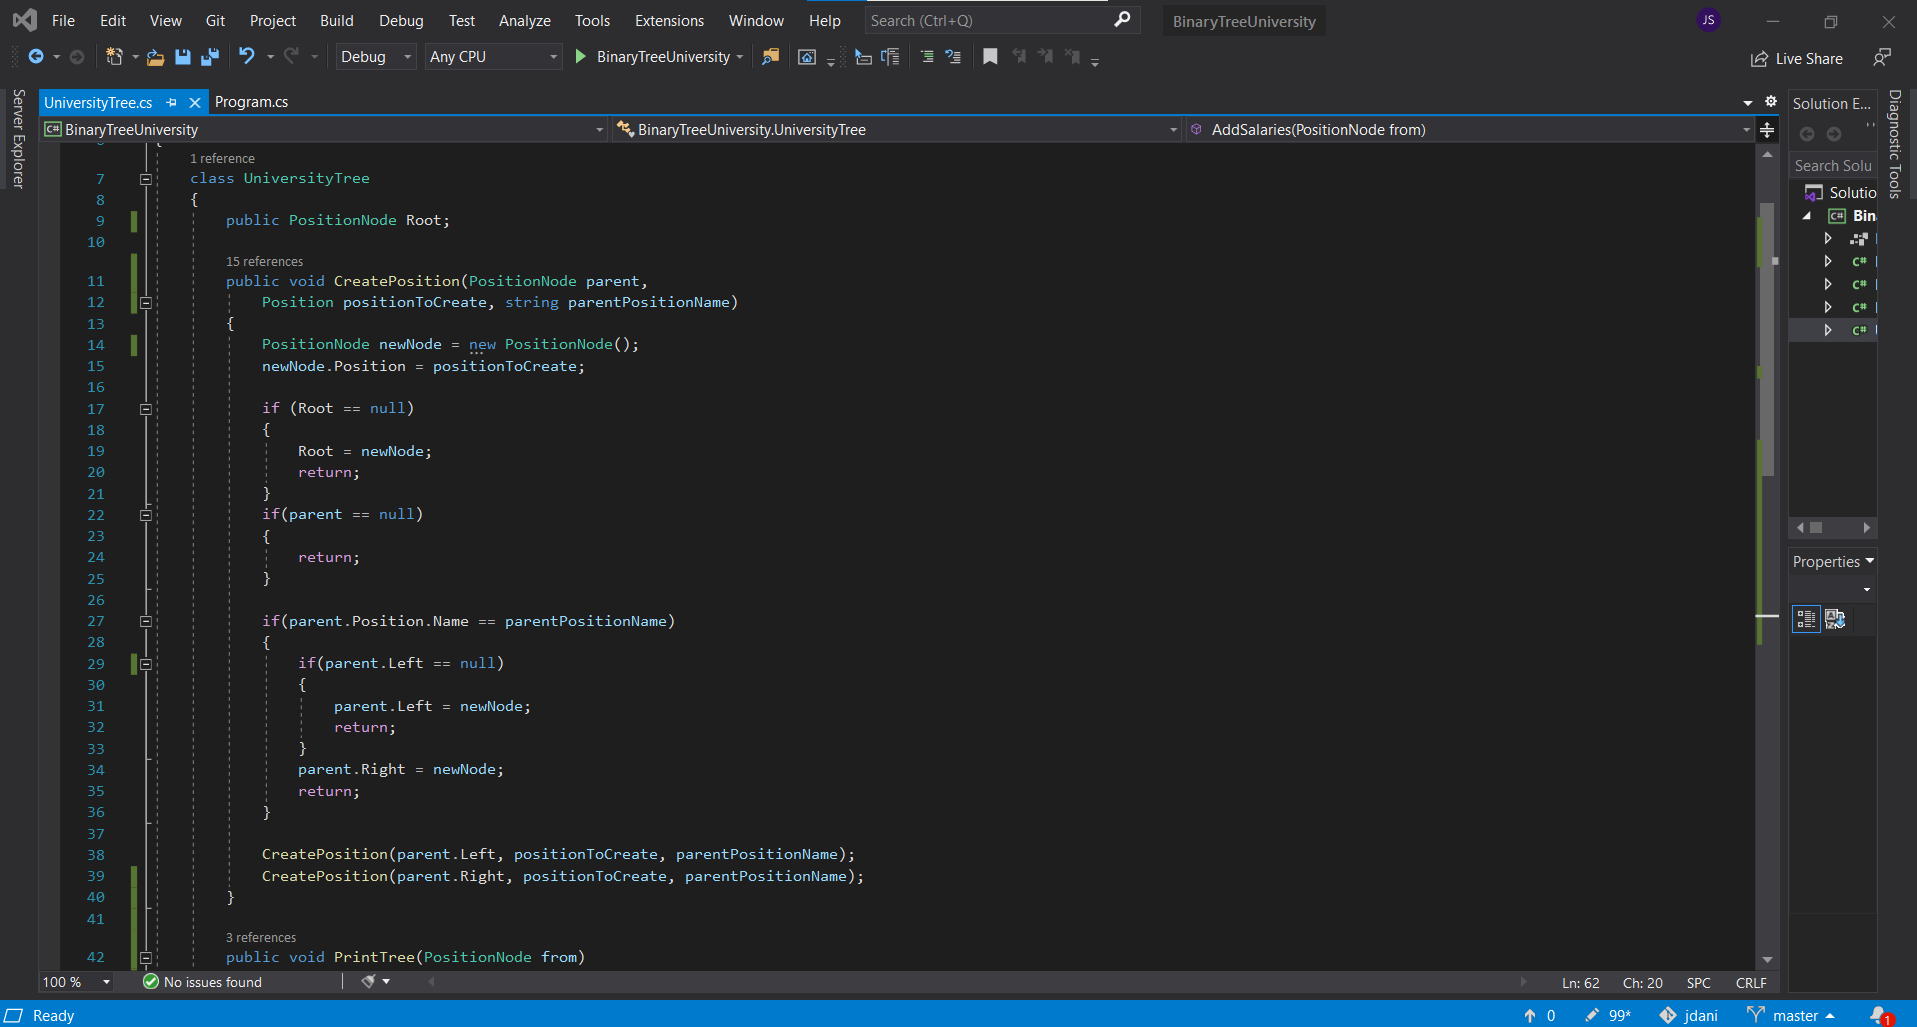 File Edit View Git Project Build Debug Test Analyze Tools Extensions Window Help Search (Ctrl+Q) BinaryTreeUniversity JS
Debug Any CPU BinaryTreeUniversity Live Share
Server Explorer
UniversityTree.cs Program.cs
C# BinaryTreeUniversity BinaryTreeUniversity.UniversityTree AddSalaries(PositionNode from)
1 reference
7 class UniversityTree
8 {
9 public PositionNode Root;
10
15 references
11 public void CreatePosition(PositionNode parent,
12 Position positionToCreate, string parentPositionName)
13 {
14 PositionNode newNode = new PositionNode();
15 newNode.Position = positionToCreate;
16
17 if (Root == null)
18 {
19 Root = newNode;
20 return;
21 }
22 if(parent == null)
23 {
24 return;
25 }
26
27 if(parent.Position.Name == parentPositionName)
28 {
29 if(parent.Left == null)
30 {
31 parent.Left = newNode;
32 return;
33 }
34 parent.Right = newNode;
35 return;
36 }
37
38 CreatePosition(parent.Left, positionToCreate, parentPositionName);
39 CreatePosition(parent.Right, positionToCreate, parentPositionName);
40 }
41
3 references
42 public void PrintTree(PositionNode from)
100 % No issues found Ln: 62 Ch: 20 SPC CRLF
Solution E...
Search Solu
Solutio
C# Bin
C#
C#
C#
C#
Properties
Diagnostic Tools
Ready 0 99* jdani master 1